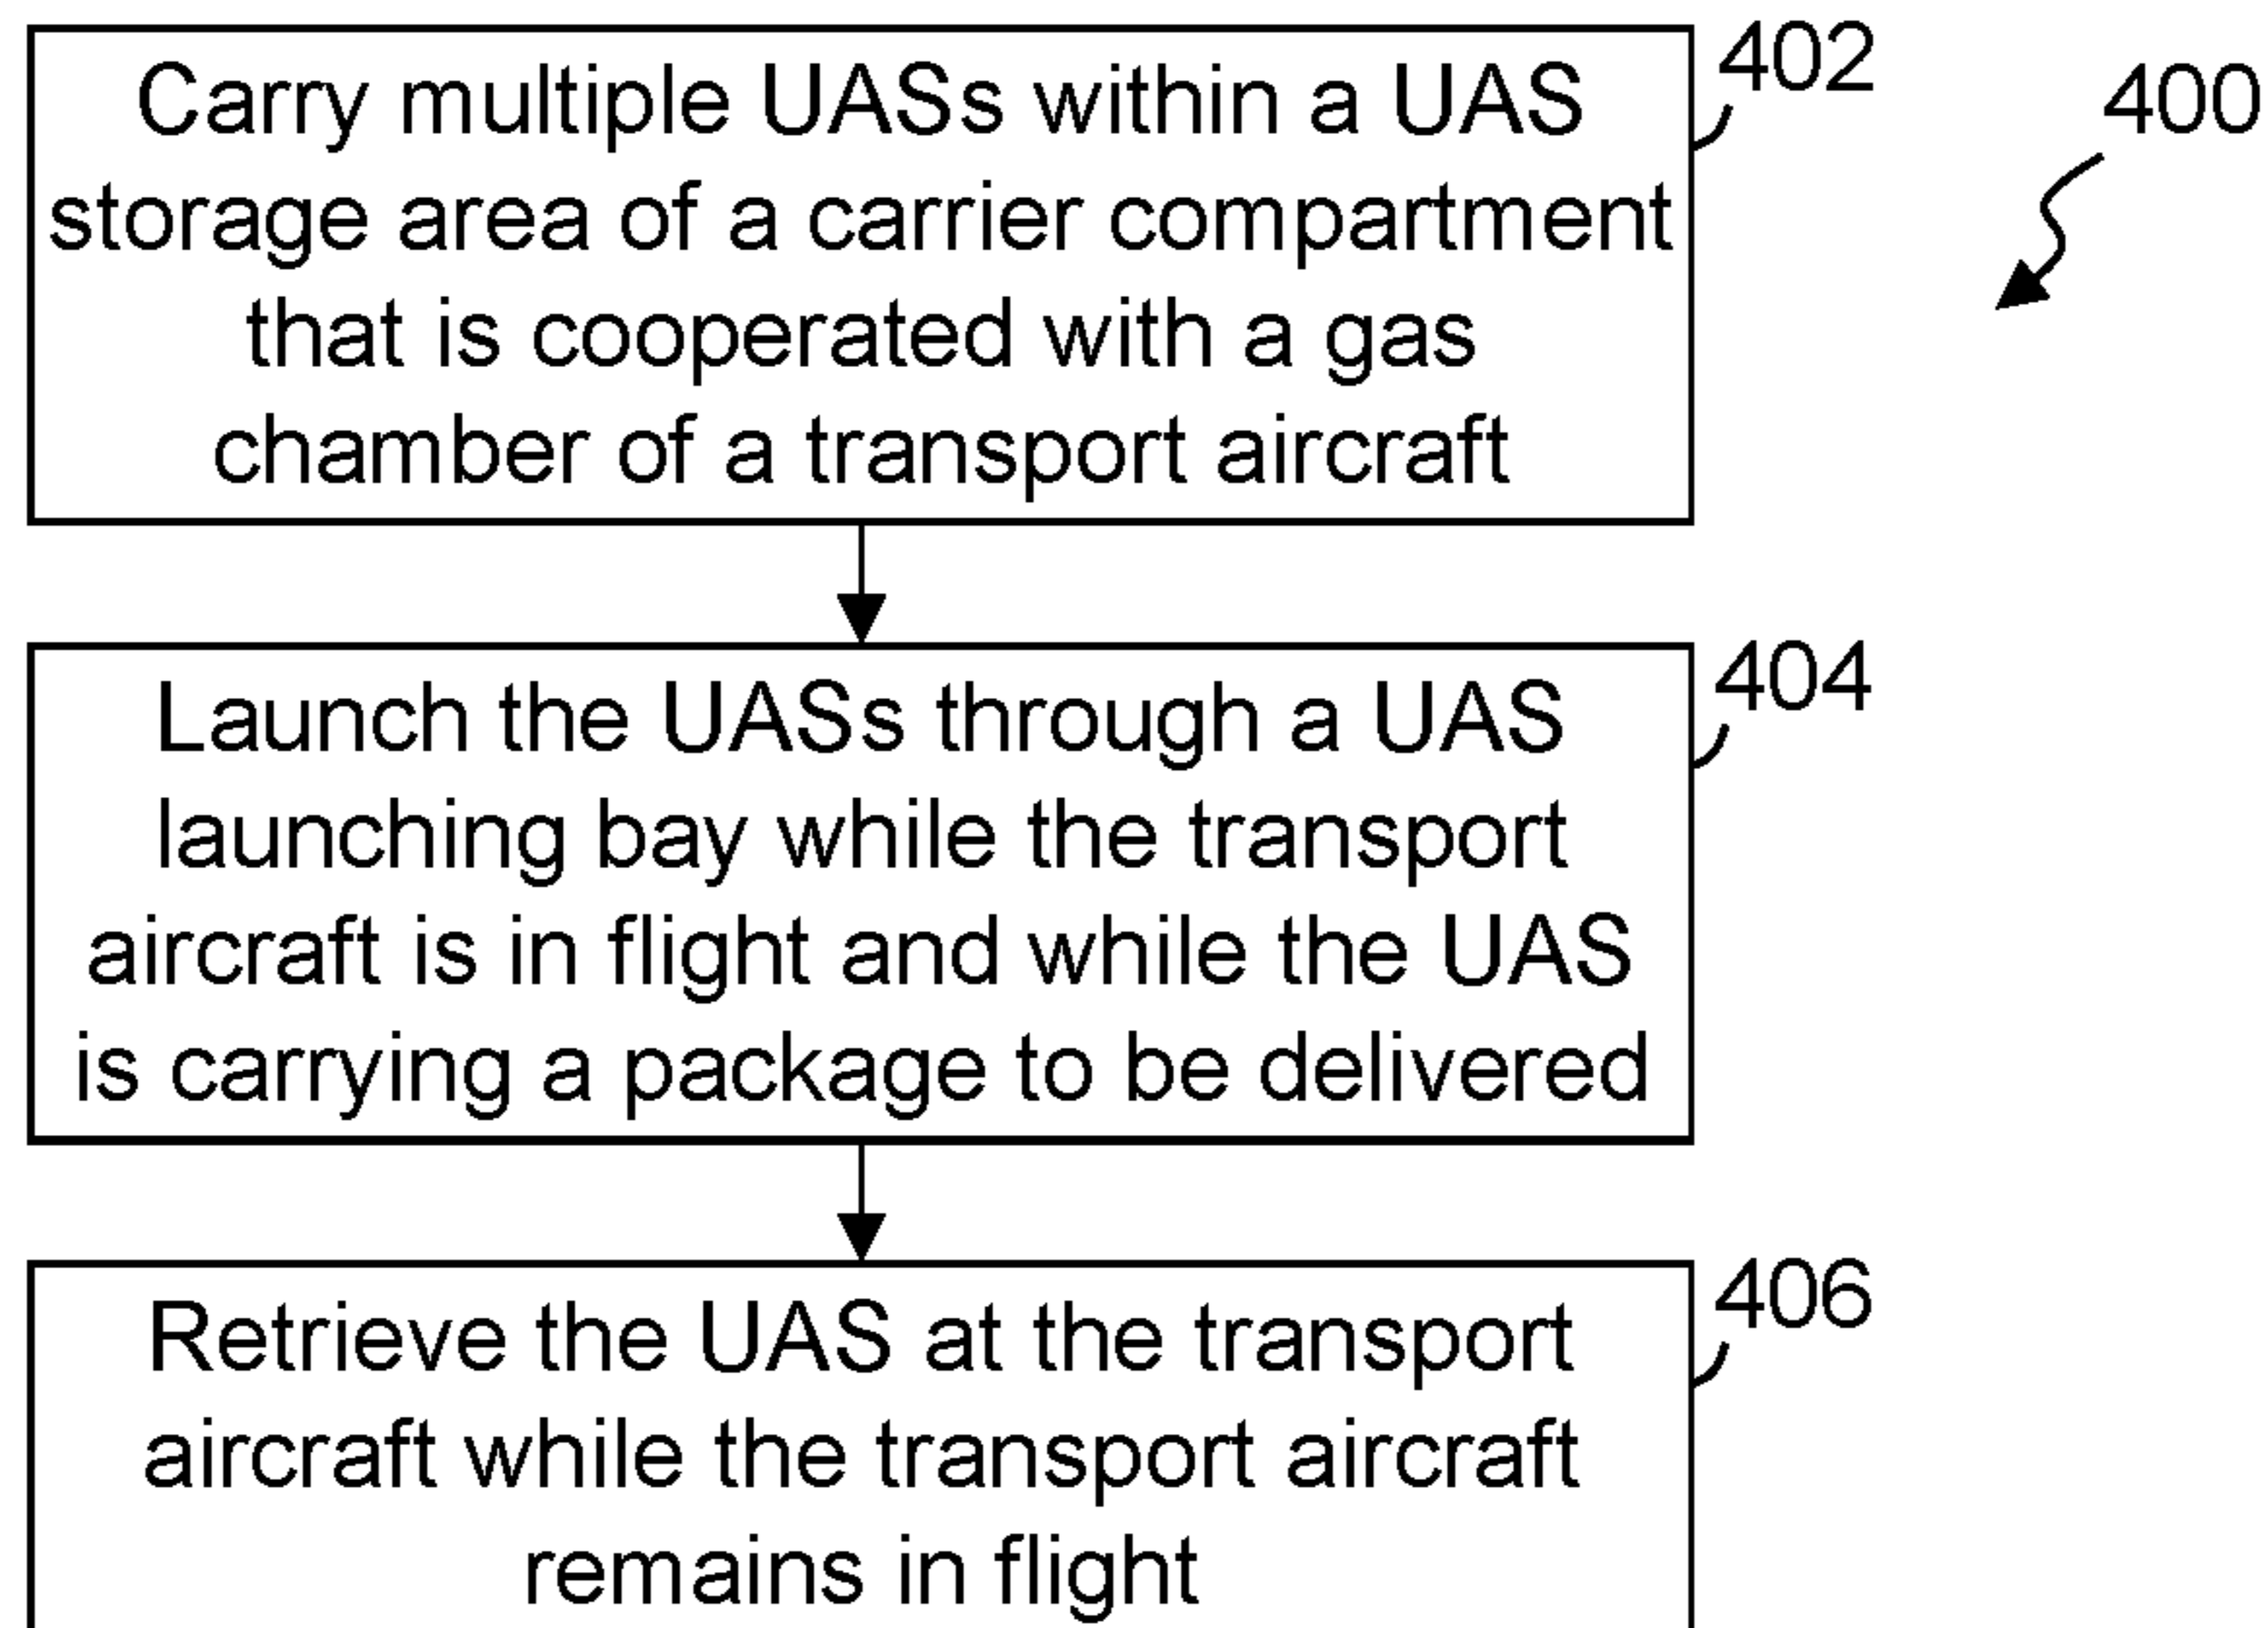 Carry multiple UASs within a UAS
storage area of a carrier compartment
that is cooperated with a gas
chamber of a transport aircraft
402
400
Launch the UASs through a UAS
launching bay while the transport
aircraft is in flight and while the UAS
is carrying a package to be delivered
404
Retrieve the UAS at the transport
aircraft while the transport aircraft
remains in flight
406